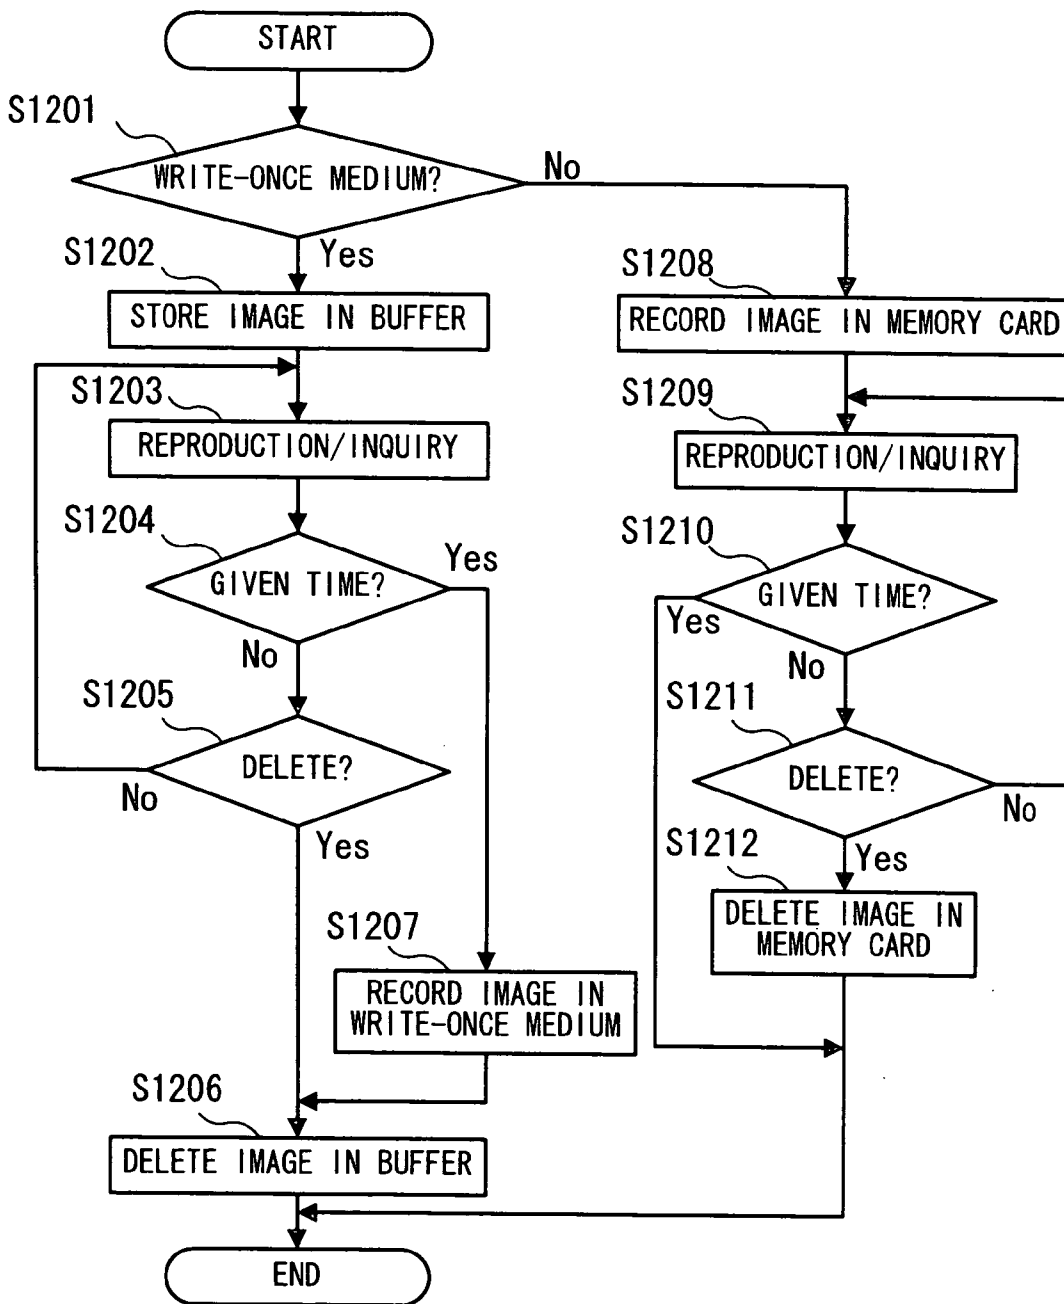 START
S1201
WRITE-ONCE MEDIUM?
No
Yes
S1202
STORE IMAGE IN BUFFER
S1208
RECORD IMAGE IN MEMORY CARD
S1203
REPRODUCTION/INQUIRY
S1209
REPRODUCTION/INQUIRY
S1204
GIVEN TIME?
Yes
No
S1210
GIVEN TIME?
Yes
No
S1205
DELETE?
No
Yes
S1211
DELETE?
No
Yes
S1212
DELETE IMAGE IN
MEMORY CARD
S1207
RECORD IMAGE IN
WRITE-ONCE MEDIUM
S1206
DELETE IMAGE IN BUFFER
END